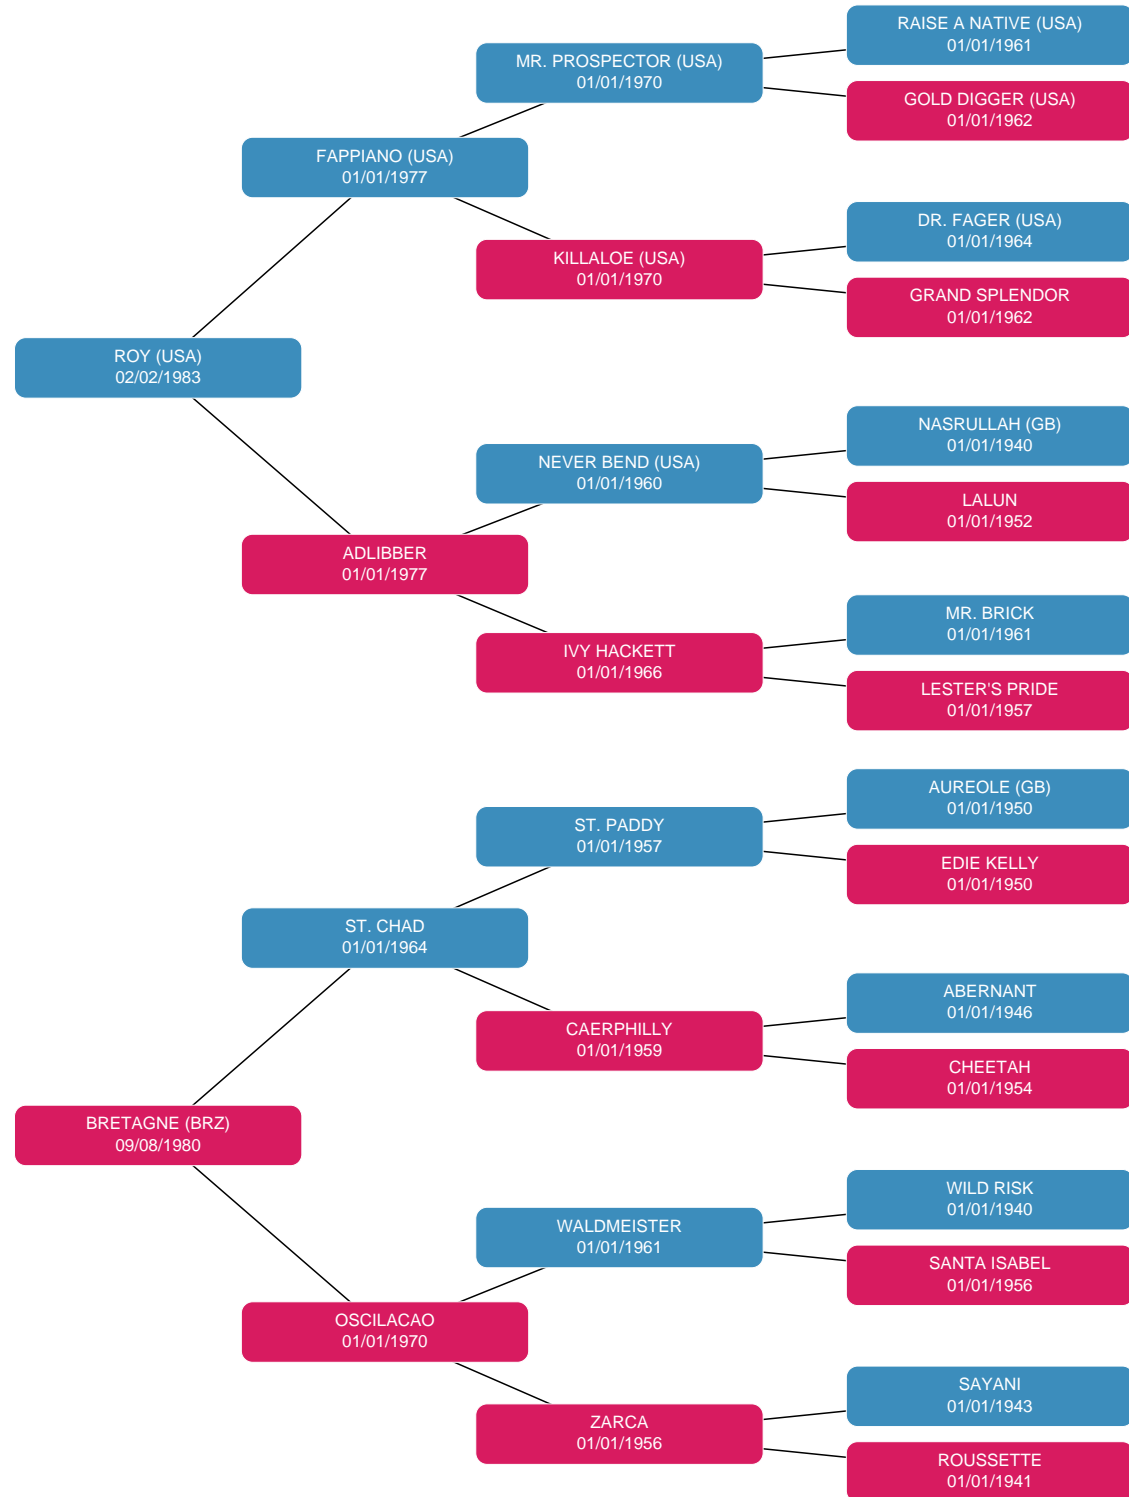 RAISE A NATIVE (USA)
01/01/1961
MR. PROSPECTOR (USA)
01/01/1970
GOLD DIGGER (USA)
01/01/1962
FAPPIANO (USA)
01/01/1977
DR. FAGER (USA)
01/01/1964
KILLALOE (USA)
01/01/1970
GRAND SPLENDOR
01/01/1962
ROY (USA)
02/02/1983
NASRULLAH (GB)
01/01/1940
NEVER BEND (USA)
01/01/1960
LALUN
01/01/1952
ADLIBBER
01/01/1977
MR. BRICK
01/01/1961
IVY HACKETT
01/01/1966
LESTER'S PRIDE
01/01/1957
AUREOLE (GB)
01/01/1950
ST. PADDY
01/01/1957
EDIE KELLY
01/01/1950
ST. CHAD
01/01/1964
ABERNANT
01/01/1946
CAERPHILLY
01/01/1959
CHEETAH
01/01/1954
BRETAGNE (BRZ)
09/08/1980
WILD RISK
01/01/1940
WALDMEISTER
01/01/1961
SANTA ISABEL
01/01/1956
OSCILACAO
01/01/1970
SAYANI
01/01/1943
ZARCA
01/01/1956
ROUSSETTE
01/01/1941